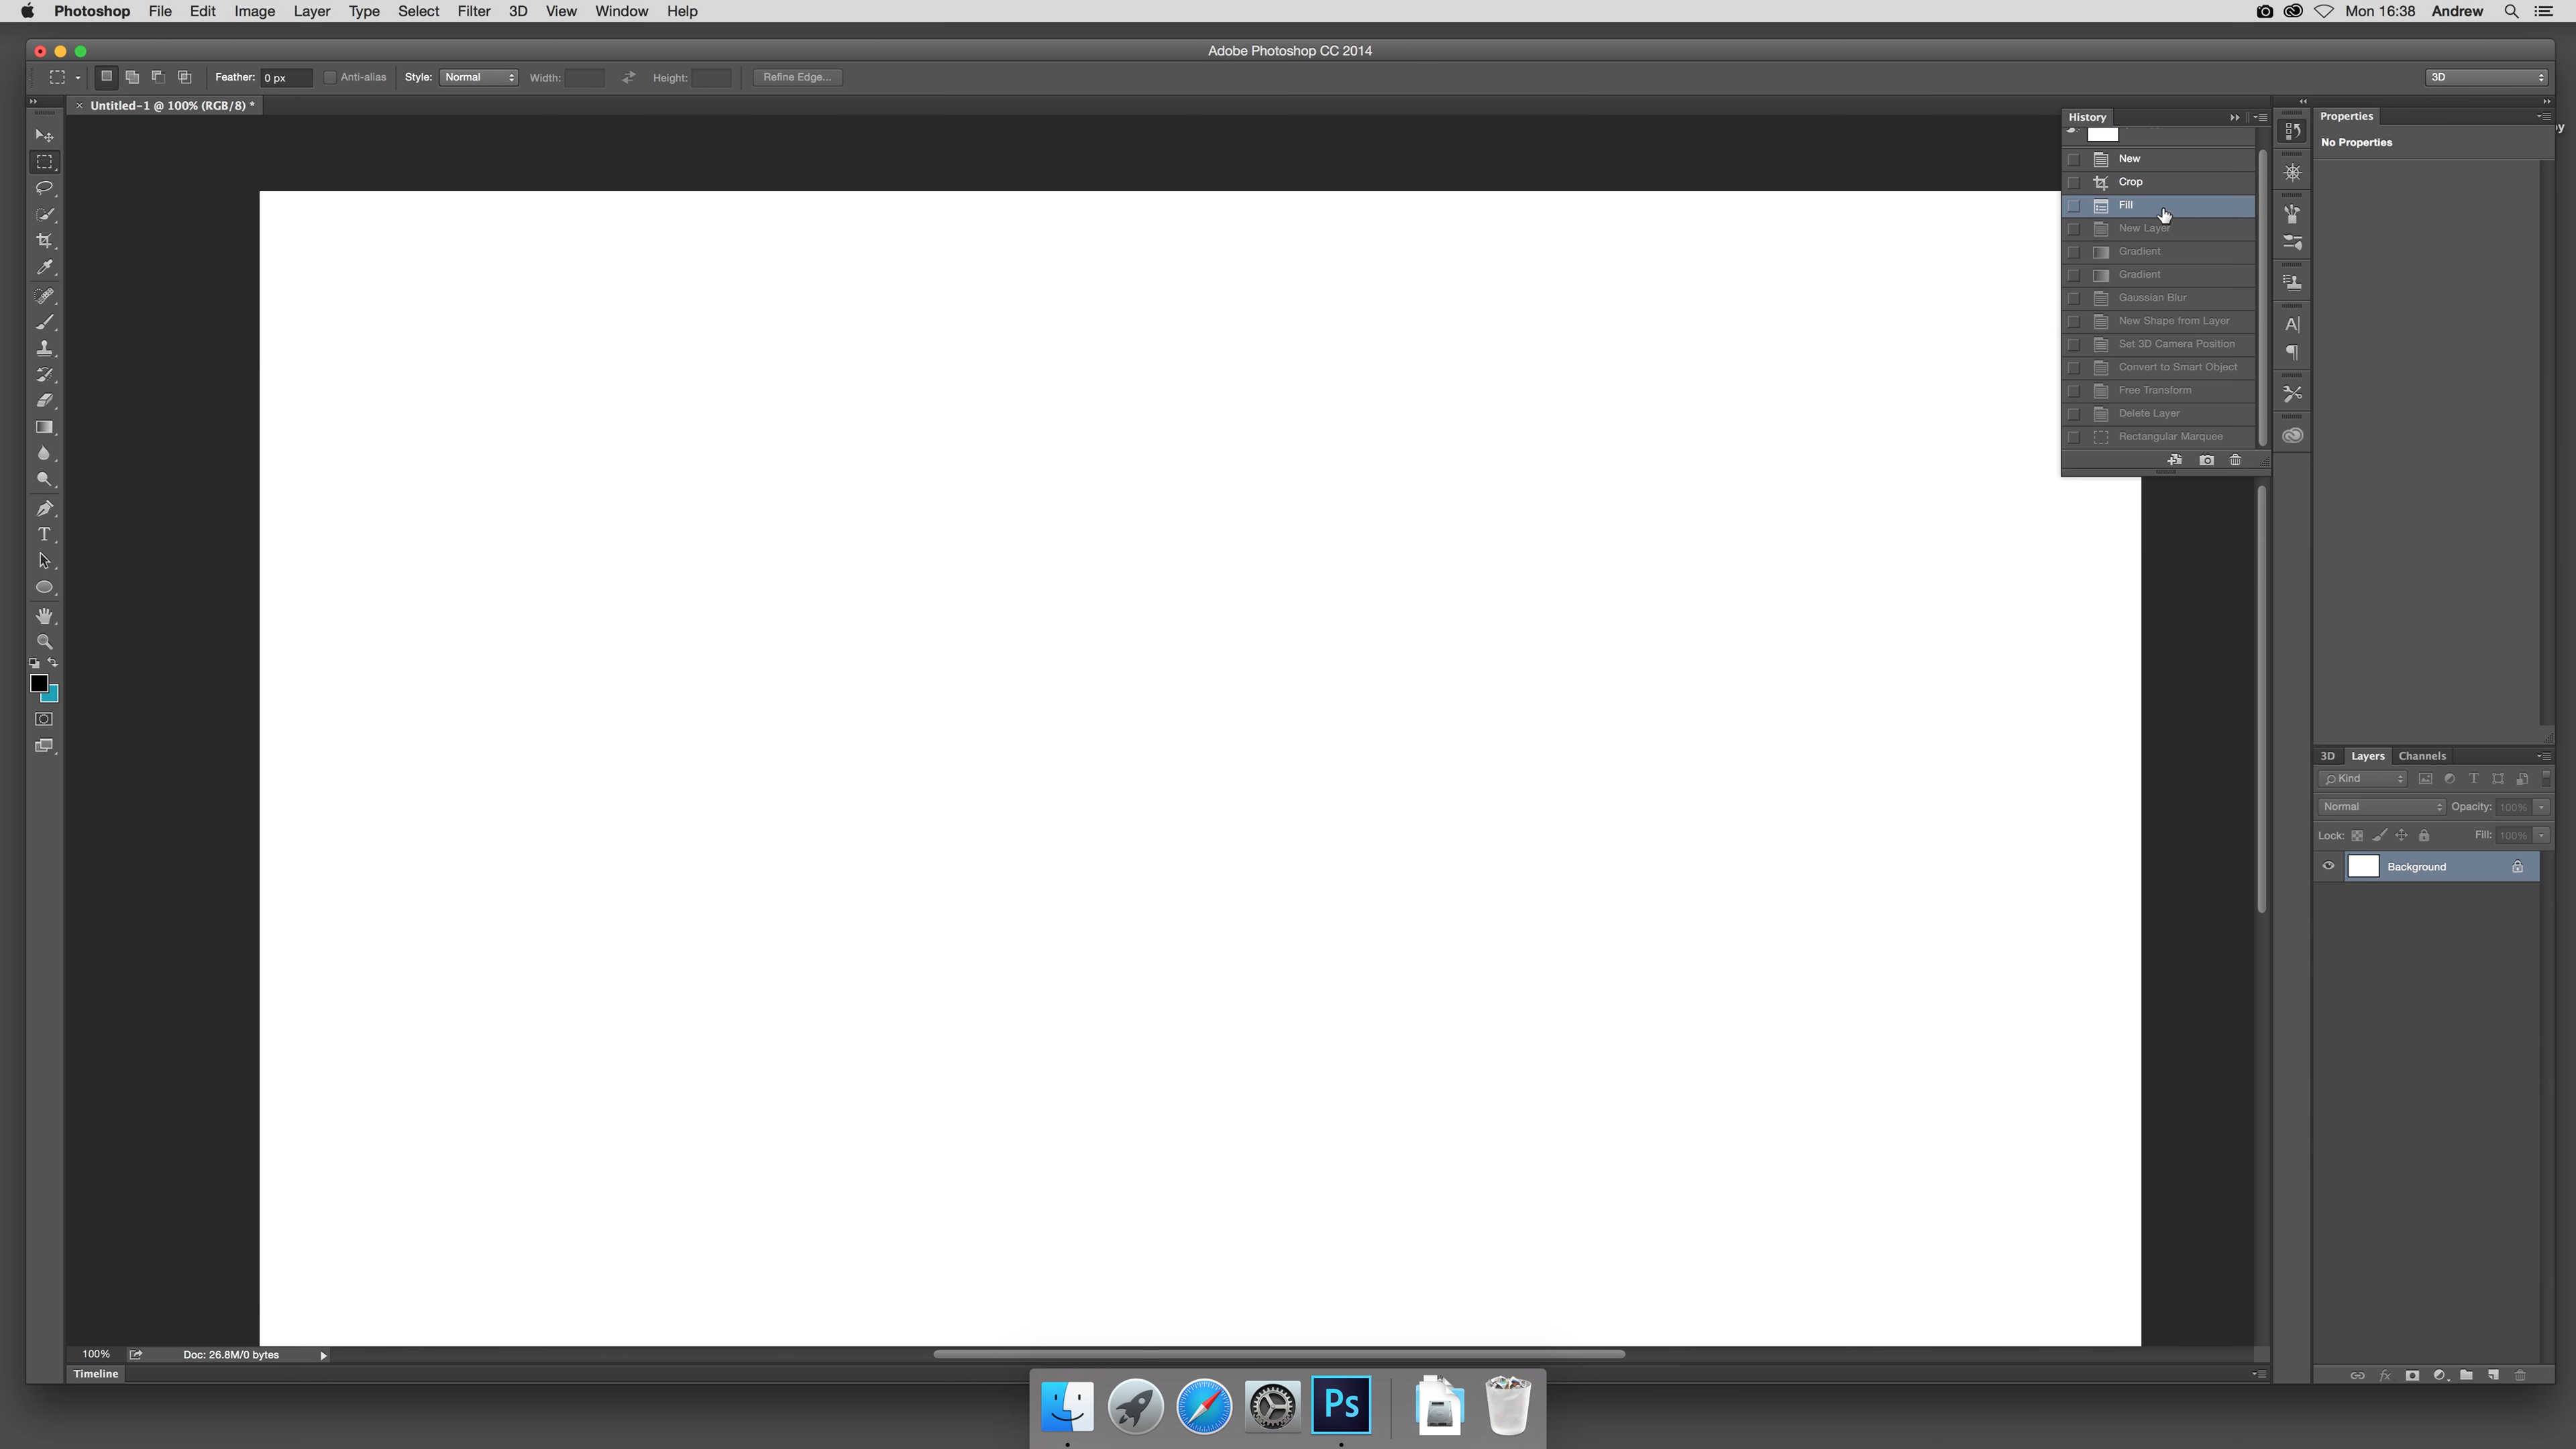 Photoshop File Edit Image Layer Type Select Filter 3D View Window Help Mon 16:38 Andrew
Adobe Photoshop CC 2014
Feather: 0 px Anti-alias Style: Normal Width: Height: Refine Edge... 3D
Untitled-1 @ 100% (RGB/8) *
History
New
Crop
Fill
New Layer
Gradient
Gradient
Gaussian Blur
New Shape from Layer
Set 3D Camera Position
Convert to Smart Object
Free Transform
Delete Layer
Rectangular Marquee
Properties
No Properties
3D Layers Channels
Kind
Normal Opacity: 100%
Lock: Fill: 100%
Background
100% Doc: 26.8M/0 bytes
Timeline
Ps